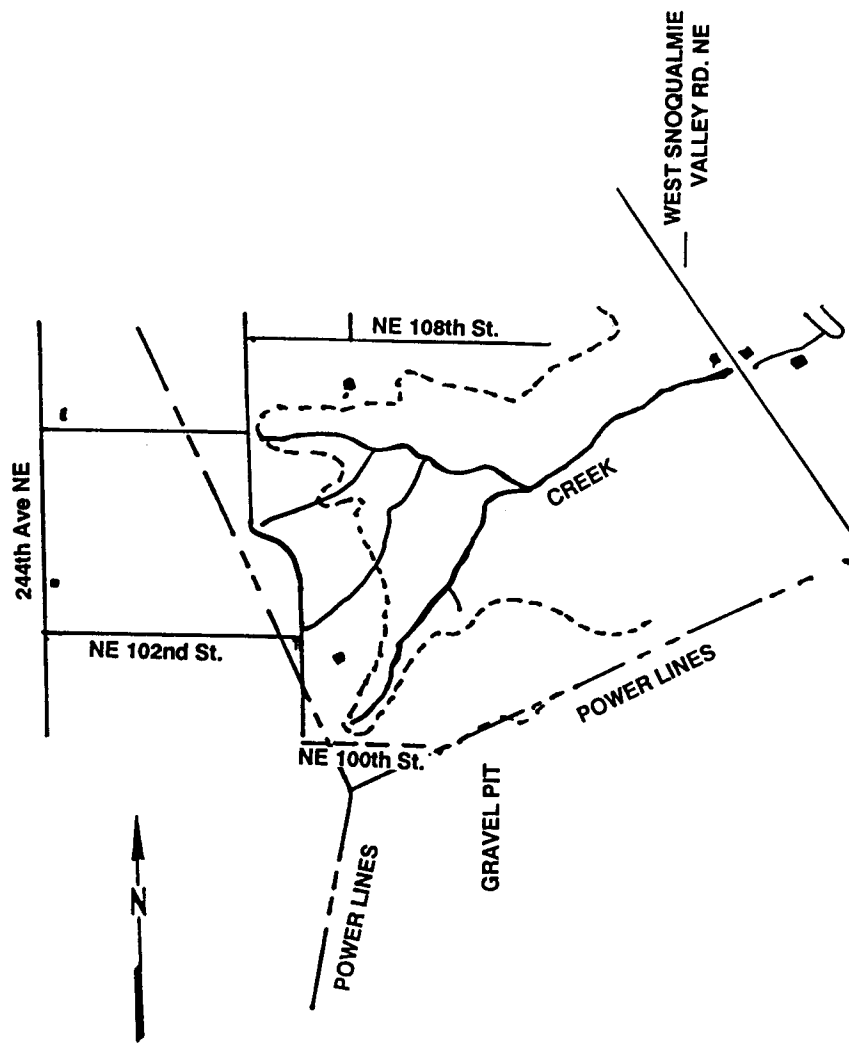 WEST SNOQUALMIE
VALLEY RD. NE
NE 108th St.
244th Ave NE
CREEK
NE 102nd St.
POWER LINES
NE 100th St.
GRAVEL PIT
N
POWER LINES